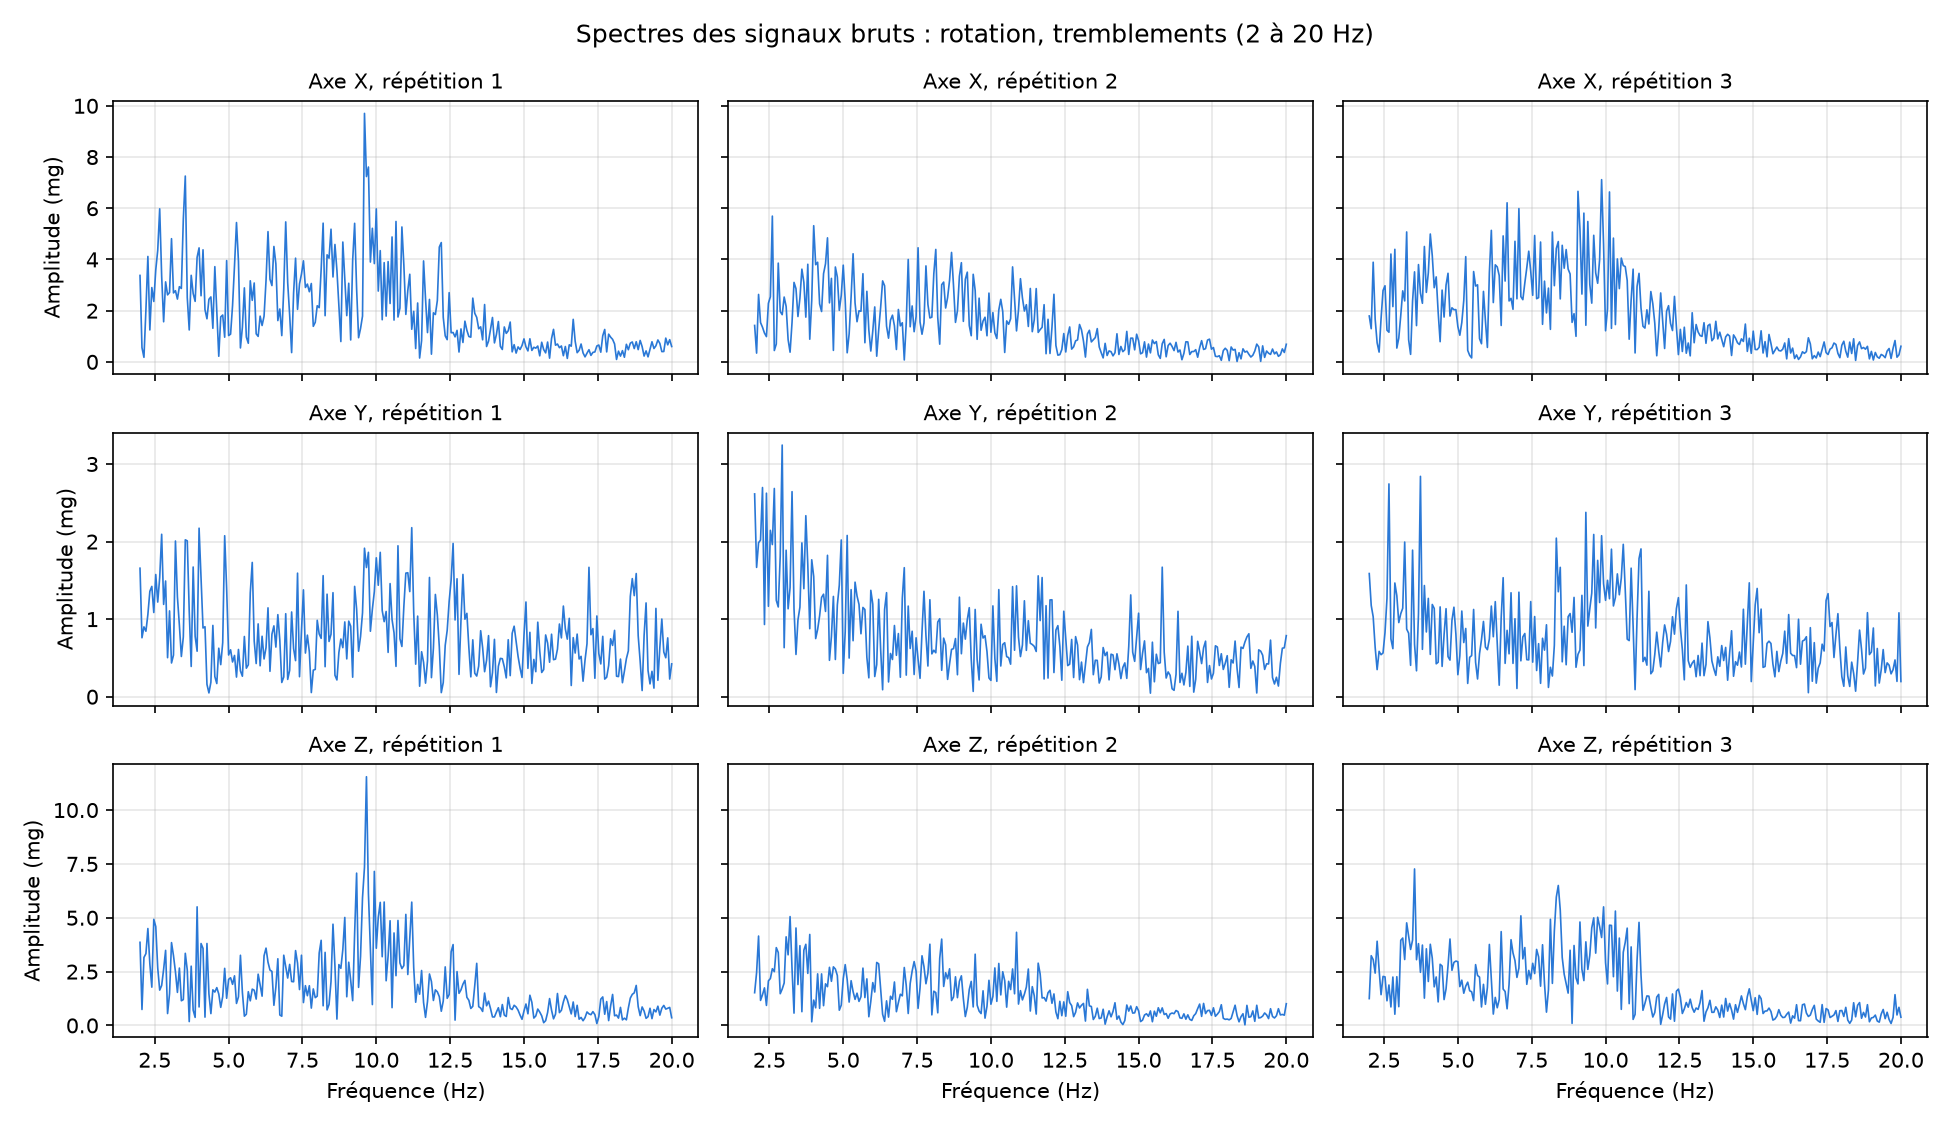 Spectres des signaux bruts : rotation, tremblements (2 à 20 Hz)
Axe X, répétition 1
Axe X, répétition 2
Axe X, répétition 3
Amplitude (mg)
10
8
6
4
2
0
Axe Y, répétition 1
Axe Y, répétition 2
Axe Y, répétition 3
Amplitude (mg)
3
2
1
0
Axe Z, répétition 1
Axe Z, répétition 2
Axe Z, répétition 3
Amplitude (mg)
10.0
7.5
5.0
2.5
0.0
2.5 5.0 7.5 10.0 12.5 15.0 17.5 20.0
2.5 5.0 7.5 10.0 12.5 15.0 17.5 20.0
2.5 5.0 7.5 10.0 12.5 15.0 17.5 20.0
Fréquence (Hz)
Fréquence (Hz)
Fréquence (Hz)